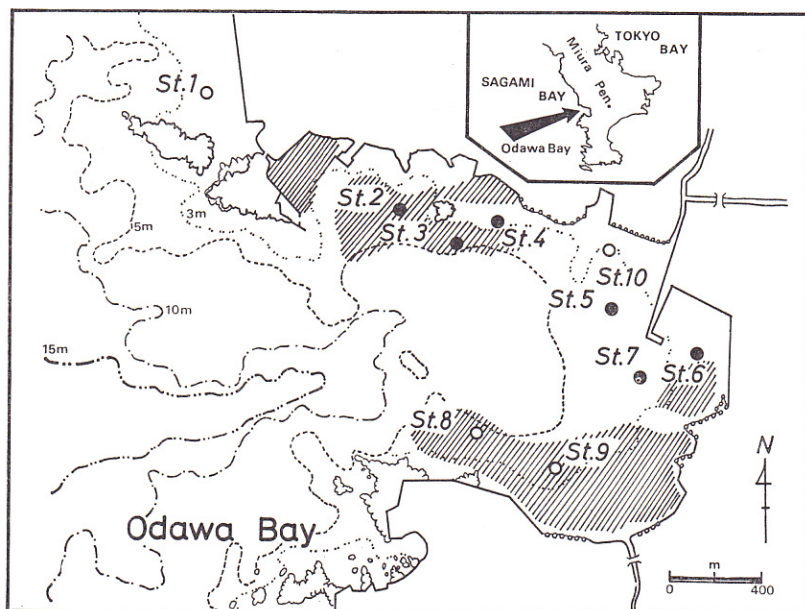 TOKYO
BAY
Miura Pen.
SAGAMI
BAY
Odawa Bay
St.1
St.2
St.3
St.4
St.10
St.5
St.7
St.6
St.8
St.9
3m
5m
10m
15m
Odawa Bay
N
m
0 400